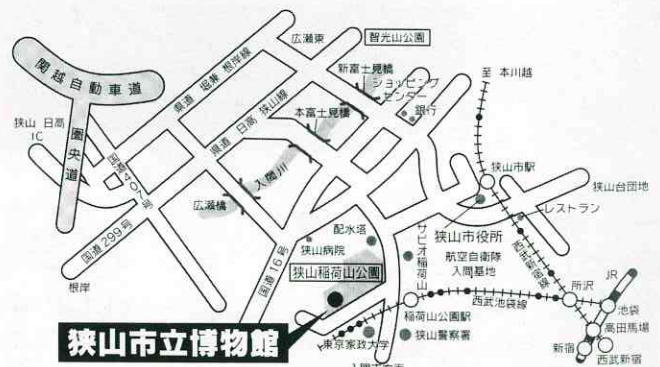 関越自動車道
圏央道
狭山 日高
IC
県道 堀兼 根岸線
広瀬東
智光山公園
新富士見橋
ショッピング
センター
銀行
至 本川越
県道 日高 狭山線
本富士見橋
入間川
国道407号
広瀬橋
国道299号
根岸
国道16号
狭山市駅
狭山台団地
レストラン
配水塔
狭山病院
狭山稲荷山公園
サビオ稲荷山
狭山市役所
航空自衛隊
入間基地
西武新宿線
所沢
JR
池袋
高田馬場
新宿
西武新宿
西武池袋線
稲荷山公園駅
狭山警察署
東京家政大学
狭山市立博物館